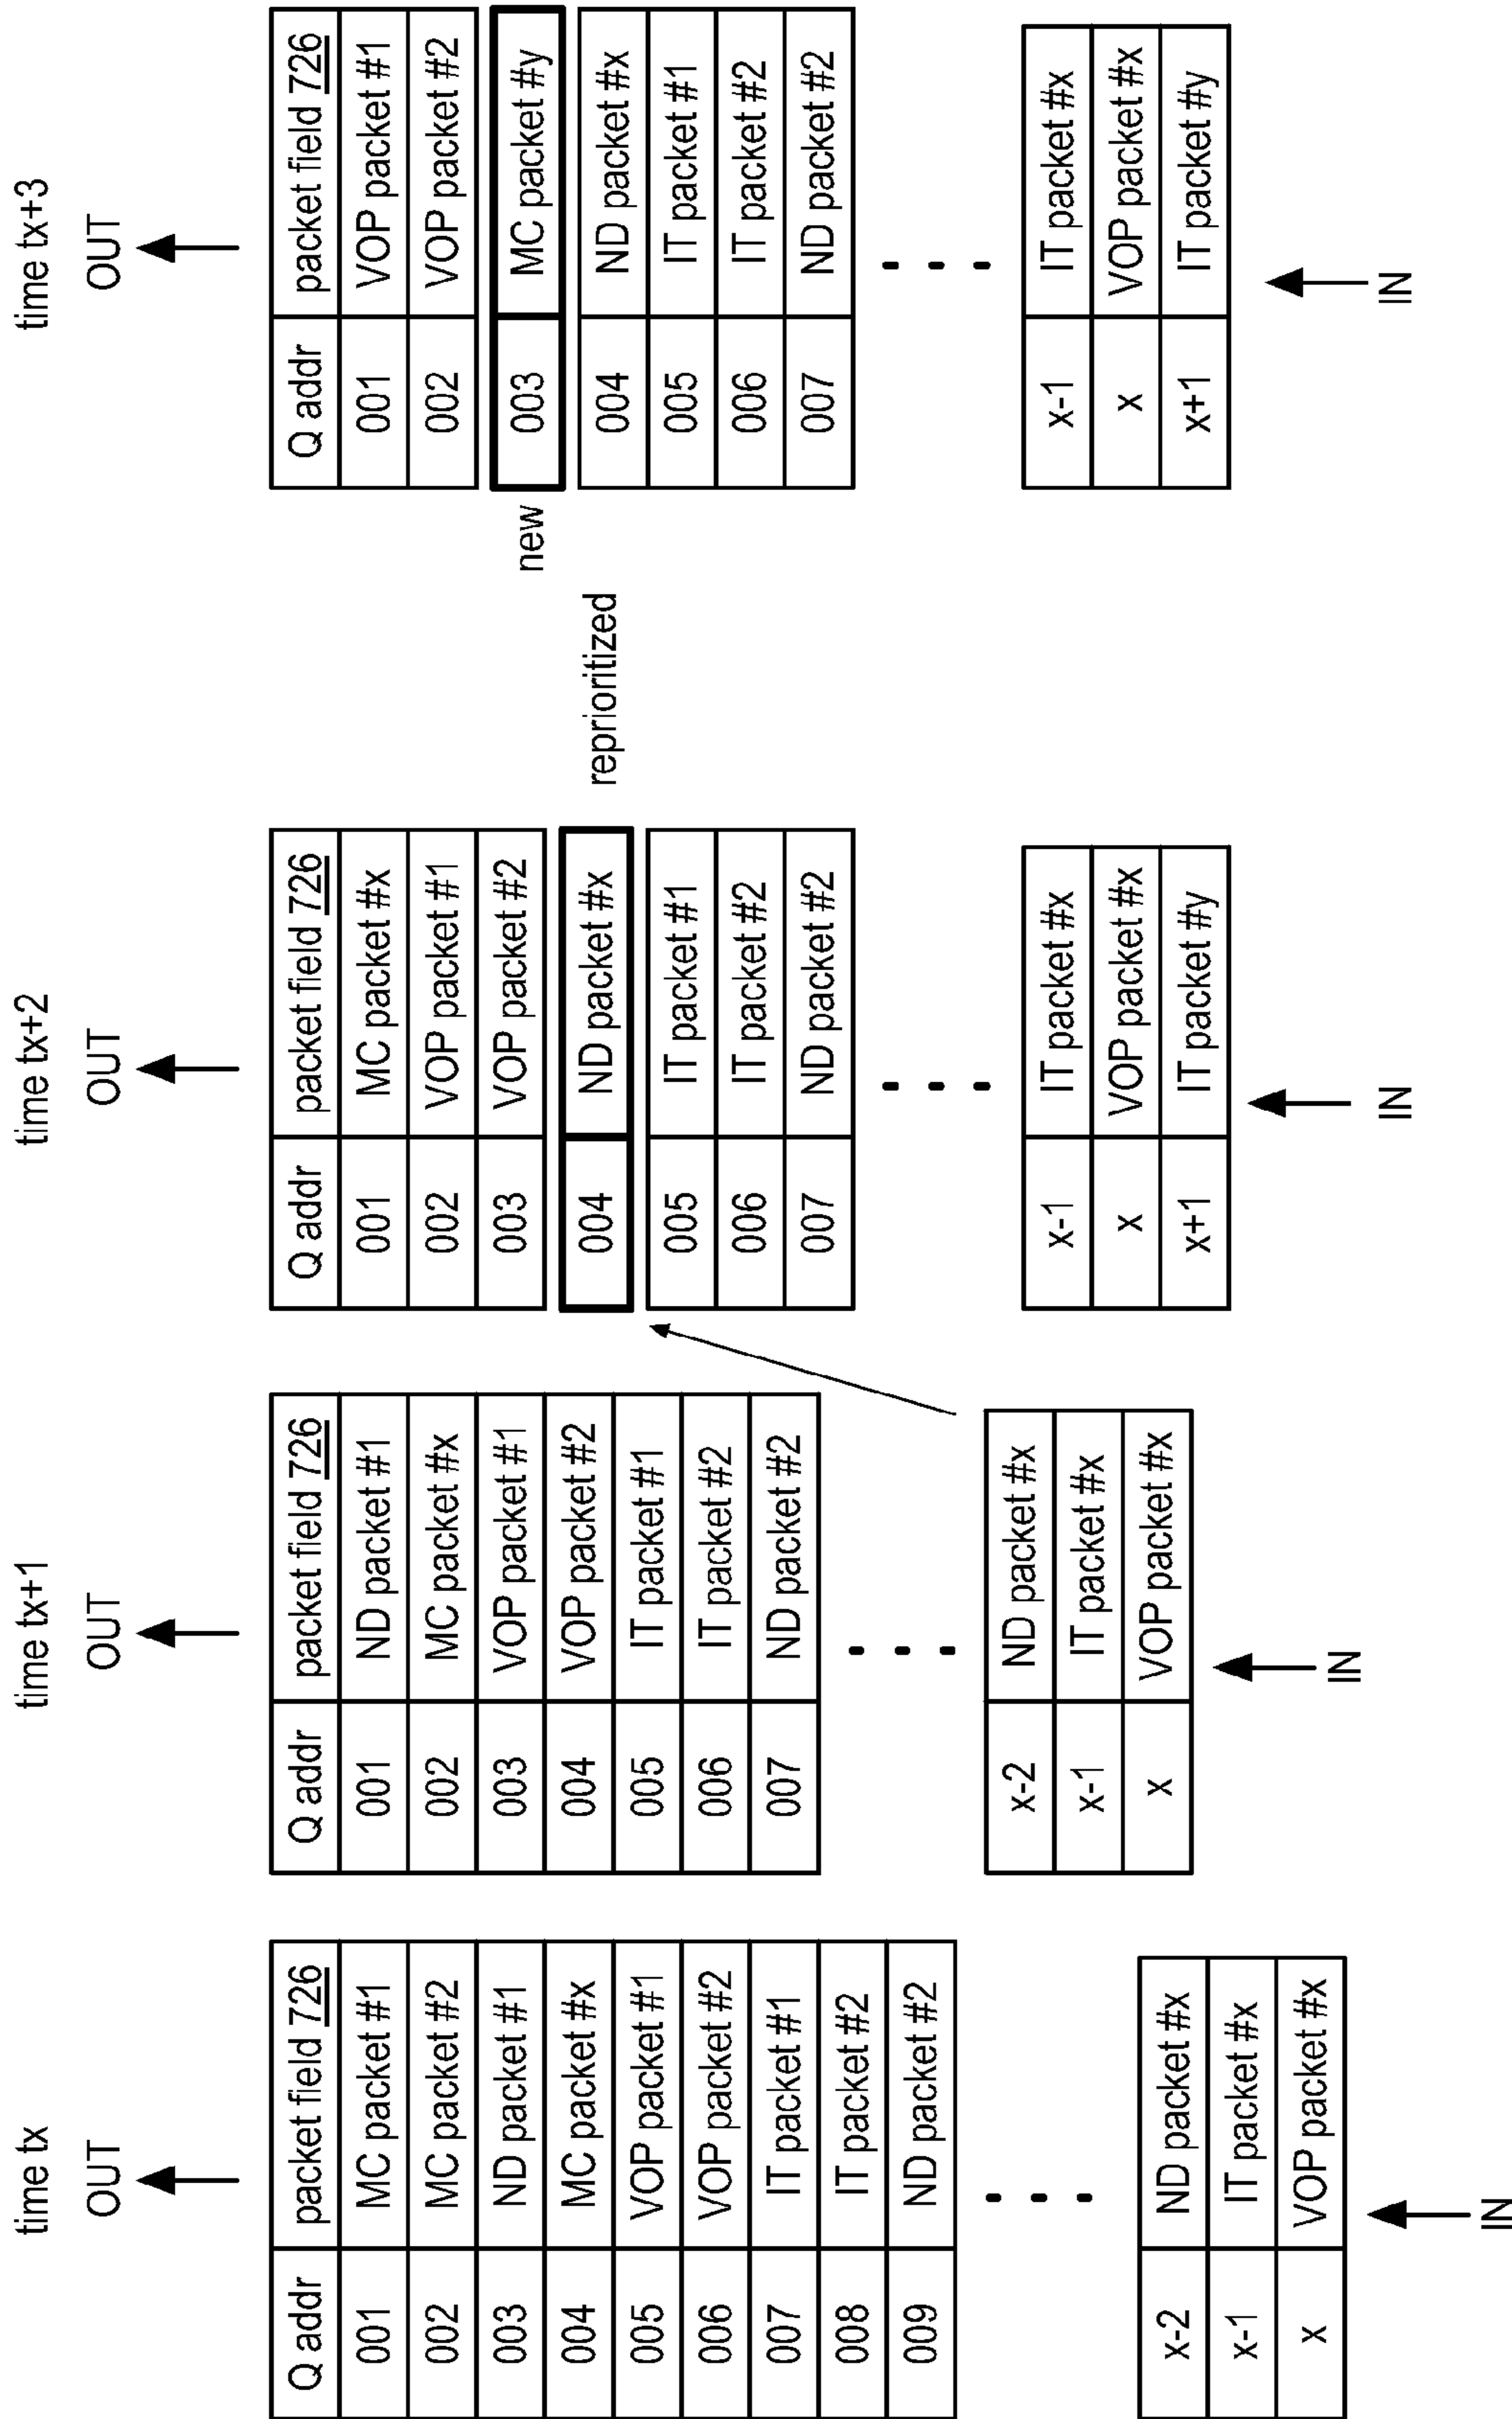 time tx
OUT
Q addr packet field 726
001 MC packet #1
002 MC packet #2
003 ND packet #1
004 MC packet #x
005 VOP packet #1
006 VOP packet #2
007 IT packet #1
008 IT packet #2
009 ND packet #2
x-2 ND packet #x
x-1 IT packet #x
x VOP packet #x
IN
time tx+1
OUT
Q addr packet field 726
001 ND packet #1
002 MC packet #x
003 VOP packet #1
004 VOP packet #2
005 IT packet #1
006 IT packet #2
007 ND packet #2
x-2 ND packet #x
x-1 IT packet #x
x VOP packet #x
IN
time tx+2
OUT
Q addr packet field 726
001 MC packet #x
002 VOP packet #1
003 VOP packet #2
004 ND packet #x
reprioritized
005 IT packet #1
006 IT packet #2
007 ND packet #2
x-1 IT packet #x
x VOP packet #x
x+1 IT packet #y
IN
time tx+3
OUT
Q addr packet field 726
001 VOP packet #1
002 VOP packet #2
new
003 MC packet #y
004 ND packet #x
005 IT packet #1
006 IT packet #2
007 ND packet #2
x-1 IT packet #x
x VOP packet #x
x+1 IT packet #y
IN